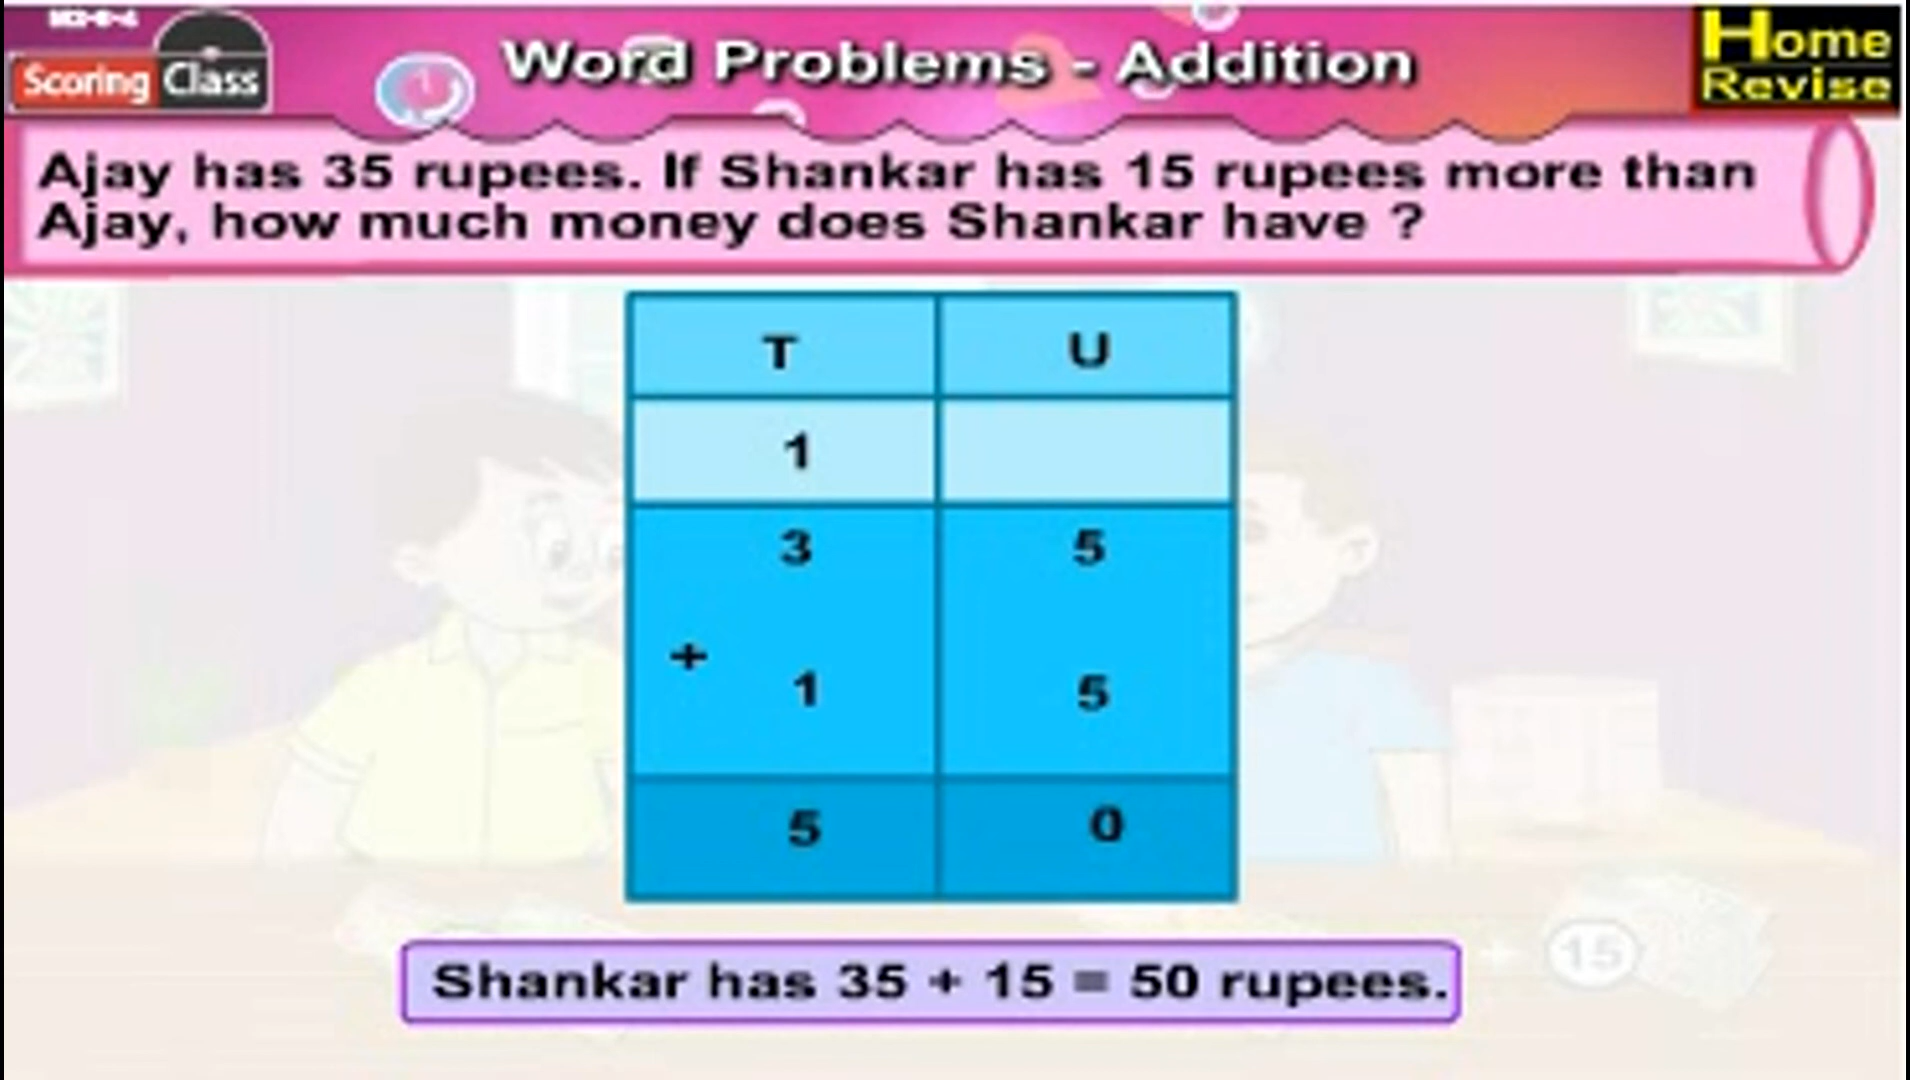 Scoring Class
Word Problems - Addition
Home
Revise
Ajay has 35 rupees. If Shankar has 15 rupees more than
Ajay, how much money does Shankar have ?
T U
1
3 5
+
1 5
5 0
+ 15
Shankar has 35 + 15 = 50 rupees.